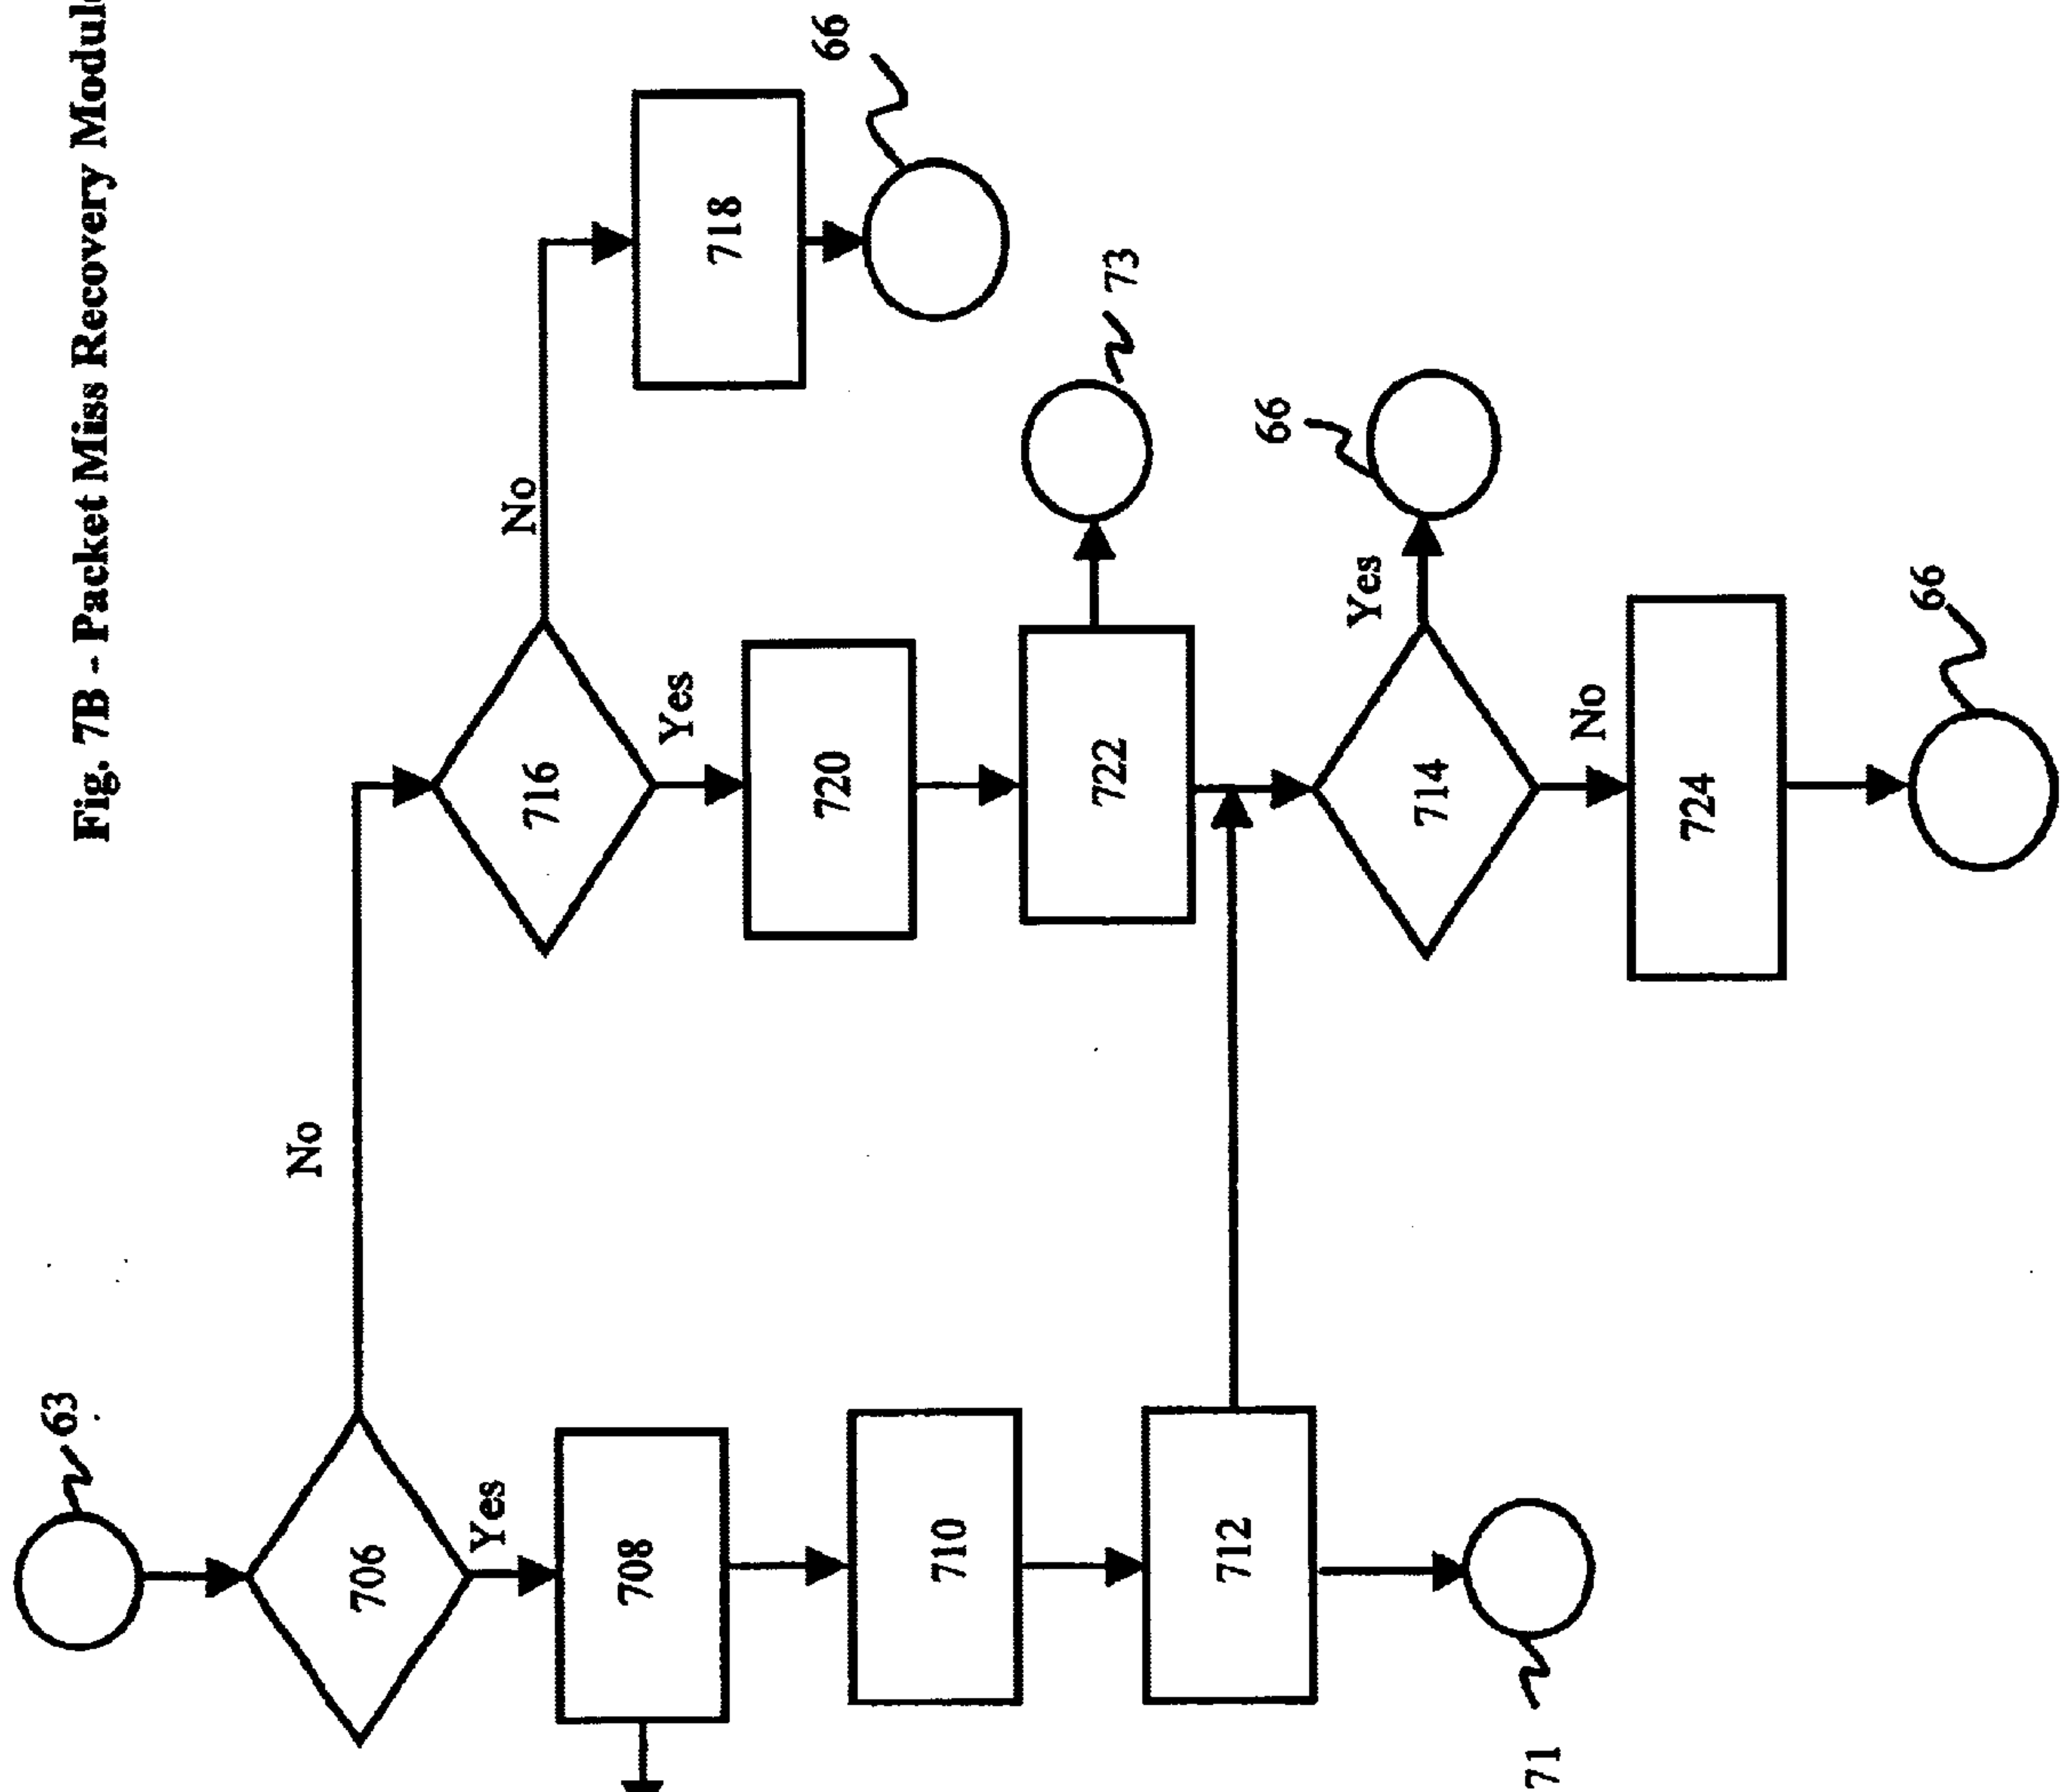 Fig. 7B - Packet Miss Recovery Modul
63
706
No
Yes
708
710
712
71
716
No
718
66
Yes
720
722
73
714
Yes
66
No
724
66